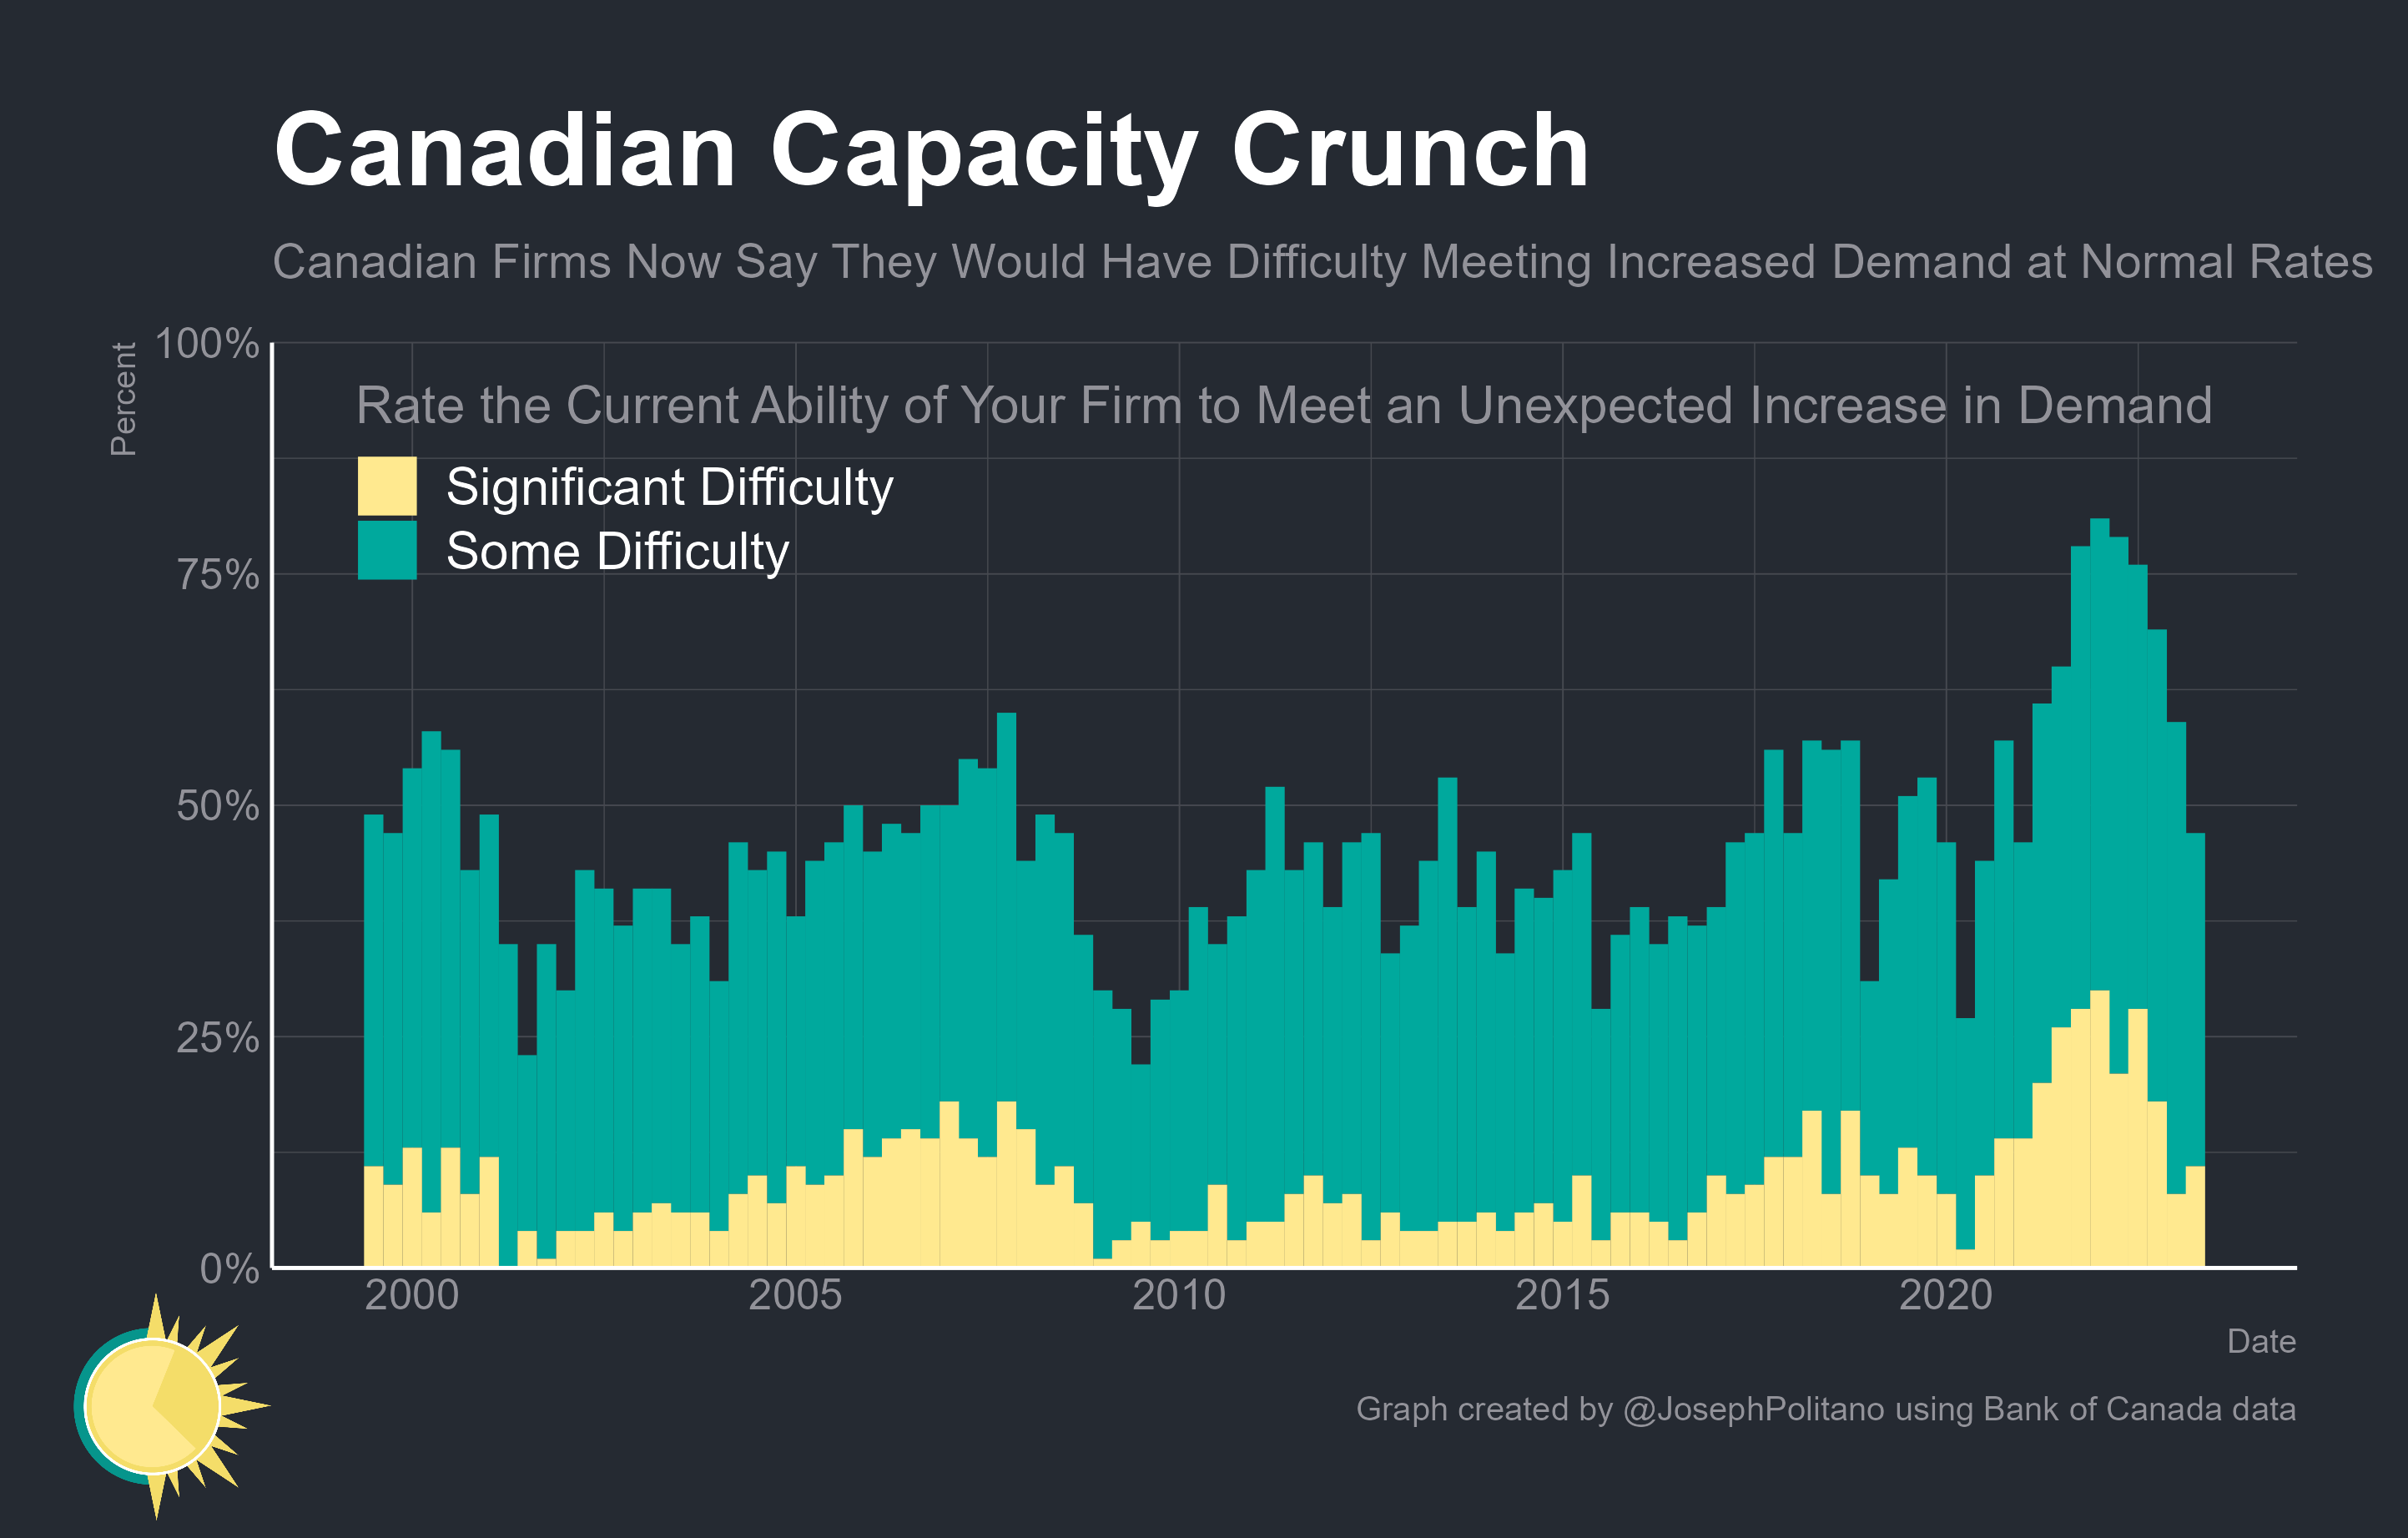 Canadian Capacity Crunch
Canadian Firms Now Say They Would Have Difficulty Meeting Increased Demand at Normal Rates
Percent
100%
75%
50%
25%
0%
Rate the Current Ability of Your Firm to Meet an Unexpected Increase in Demand
Significant Difficulty
Some Difficulty
2000
2005
2010
2015
2020
Date
Graph created by @JosephPolitano using Bank of Canada data